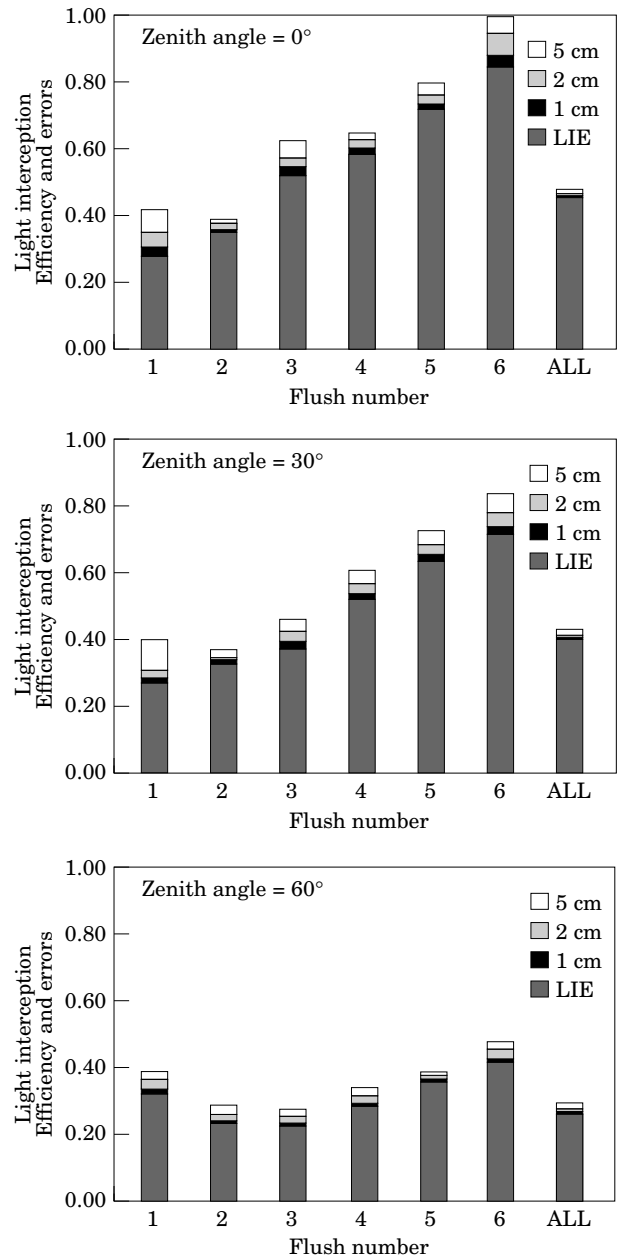 1.00
Zenith angle = 0°
5 cm
0.80
2 cm
1 cm
0.60
LIE
Light interception
Efficiency and errors
0.40
0.20
0.00
1 2 3 4 5 6 ALL
Flush number
1.00
Zenith angle = 30°
5 cm
0.80
2 cm
1 cm
0.60
LIE
Light interception
Efficiency and errors
0.40
0.20
0.00
1 2 3 4 5 6 ALL
Flush number
1.00
Zenith angle = 60°
5 cm
0.80
2 cm
1 cm
0.60
LIE
Light interception
Efficiency and errors
0.40
0.20
0.00
1 2 3 4 5 6 ALL
Flush number